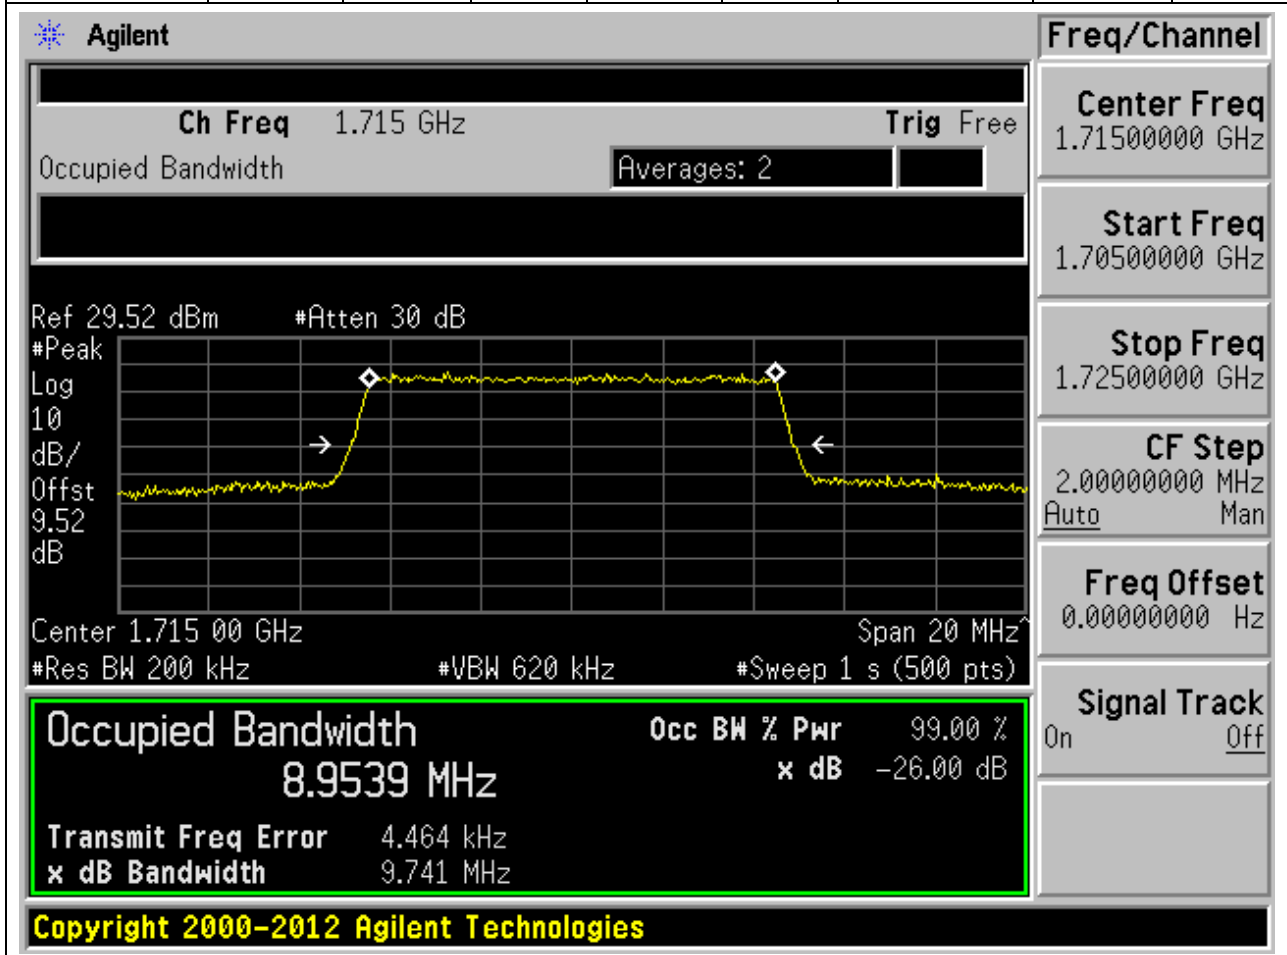 Agilent
Freq/Channel
Ch Freq 1.715 GHz Trig Free
Occupied Bandwidth Averages: 2
Center Freq
1.71500000 GHz
Start Freq
1.70500000 GHz
Stop Freq
1.72500000 GHz
CF Step
2.00000000 MHz
Auto Man
Freq Offset
0.00000000 Hz
Signal Track
On Off
Ref 29.52 dBm #Atten 30 dB
#Peak
Log
10
dB/
Offst
9.52
dB
Center 1.715 00 GHz Span 20 MHz^
#Res BW 200 kHz #VBW 620 kHz #Sweep 1 s (500 pts)
Occupied Bandwidth Occ BW % Pwr 99.00 %
8.9539 MHz x dB -26.00 dB
Transmit Freq Error 4.464 kHz
x dB Bandwidth 9.741 MHz
Copyright 2000-2012 Agilent Technologies